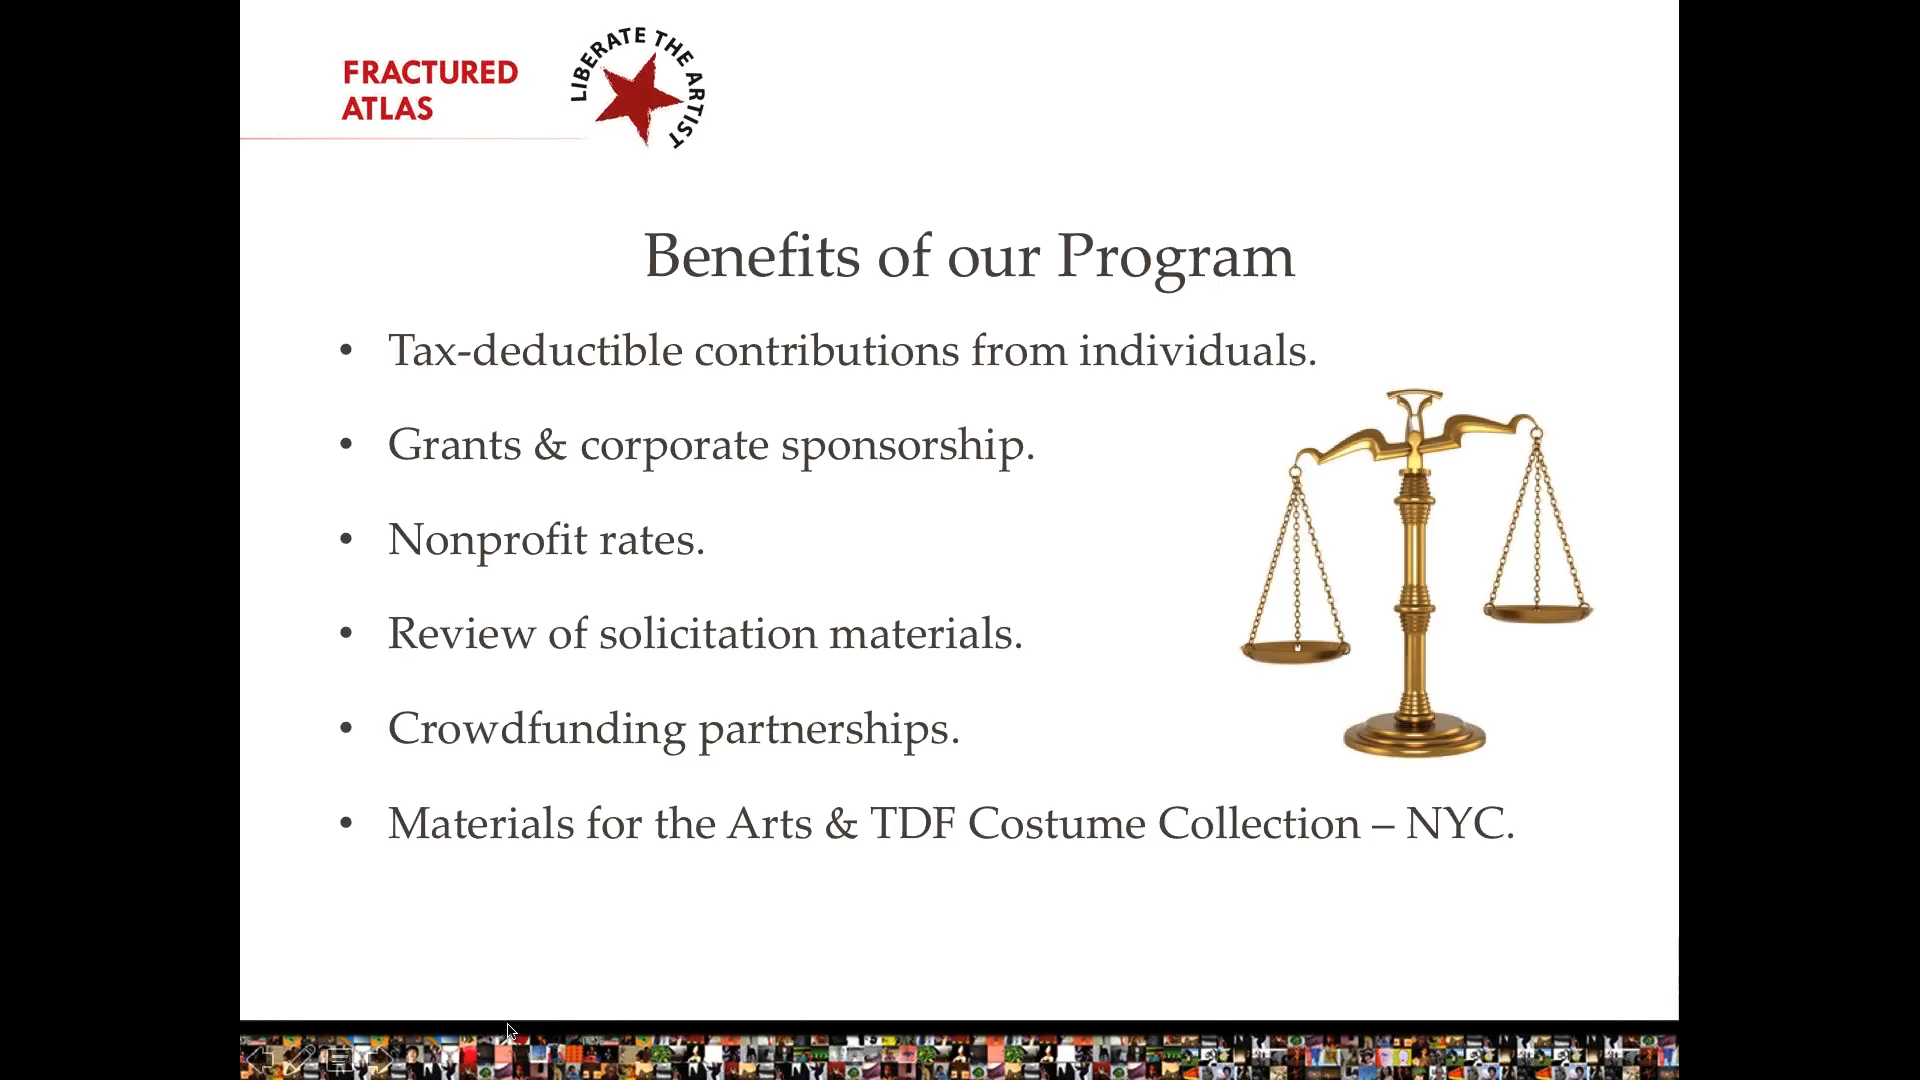 FRACTURED
ATLAS
LIBERATE THE ARTIST
Benefits of our Program
• Tax-deductible contributions from individuals.
• Grants & corporate sponsorship.
• Nonprofit rates.
• Review of solicitation materials.
• Crowdfunding partnerships.
• Materials for the Arts & TDF Costume Collection – NYC.